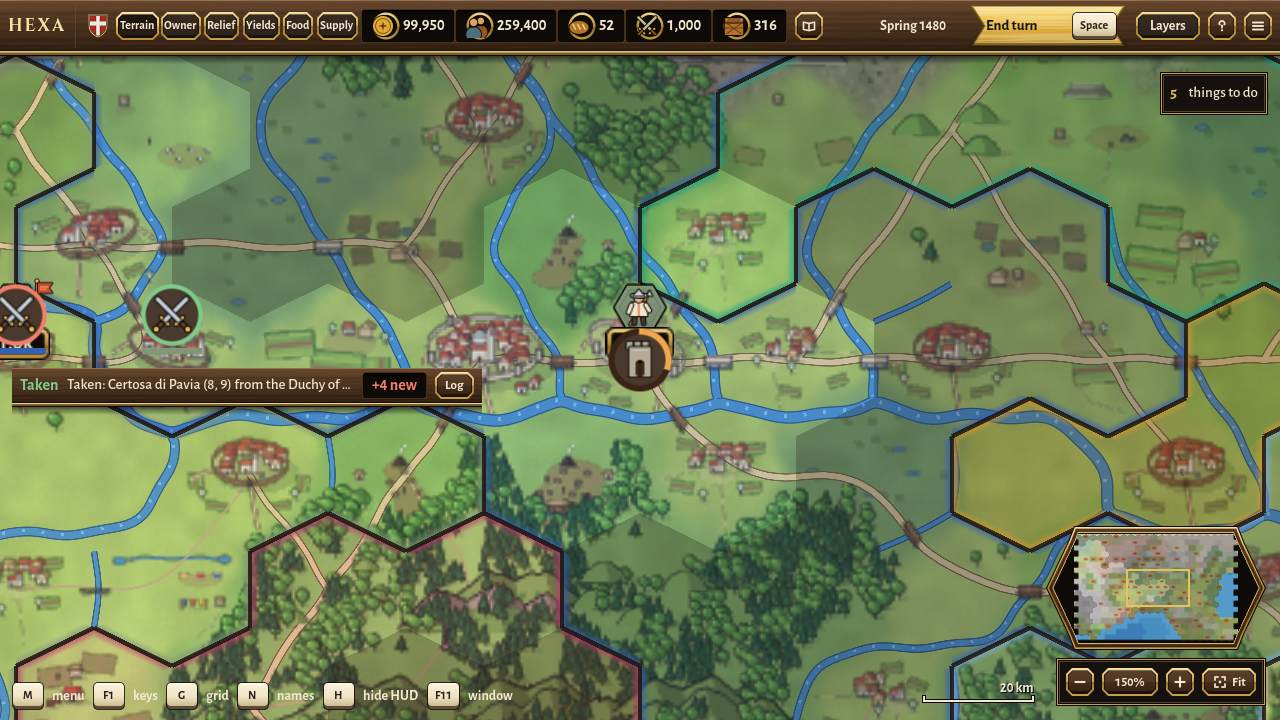 HEXA
Terrain
Owner
Relief
Yields
Food
Supply
99,950
259,400
52
1,000
316
Spring 1480
End turn
Space
Layers
?
5 things to do
Taken Taken: Certosa di Pavia (8, 9) from the Duchy of ...
+4 new
Log
M menu
F1 keys
G grid
N names
H hide HUD
F11 window
20 km
150%
Fit